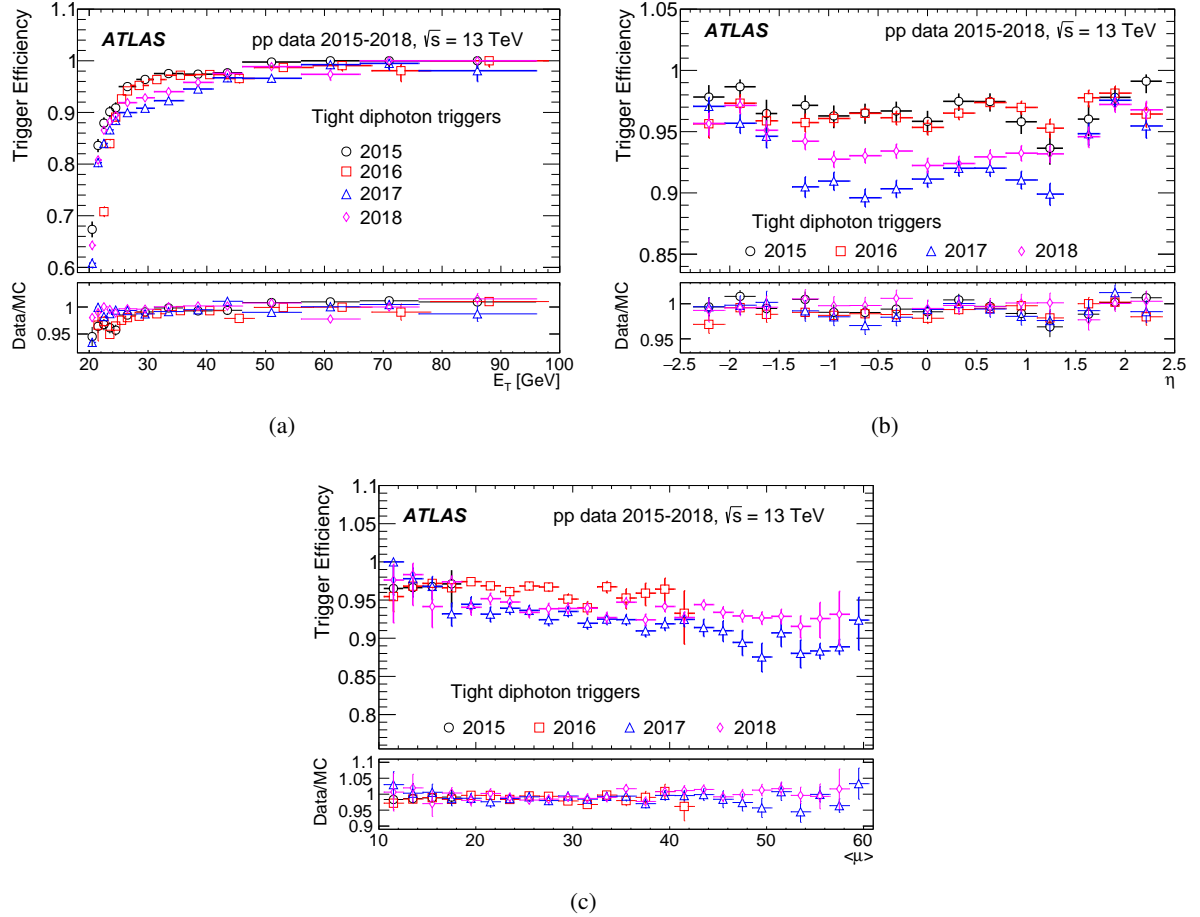 ATLAS
pp data 2015-2018, √s = 13 TeV
Tight diphoton triggers
2015
2016
2017
2018
Trigger Efficiency
1.1
1
0.9
0.8
0.7
0.6
Data/MC
1
0.95
20 30 40 50 60 70 80 90 100
E_T [GeV]
(a)
ATLAS
pp data 2015-2018, √s = 13 TeV
Tight diphoton triggers
2015 2016 2017 2018
Trigger Efficiency
1.05
1
0.95
0.9
0.85
Data/MC
1
0.95
−2.5 −2 −1.5 −1 −0.5 0 0.5 1 1.5 2 2.5
η
(b)
ATLAS
pp data 2015-2018, √s = 13 TeV
Tight diphoton triggers
2015 2016 2017 2018
Trigger Efficiency
1.1
1.05
1
0.95
0.9
0.85
0.8
Data/MC
1.1
1.05
1
0.95
0.9
10 20 30 40 50 60
<μ>
(c)